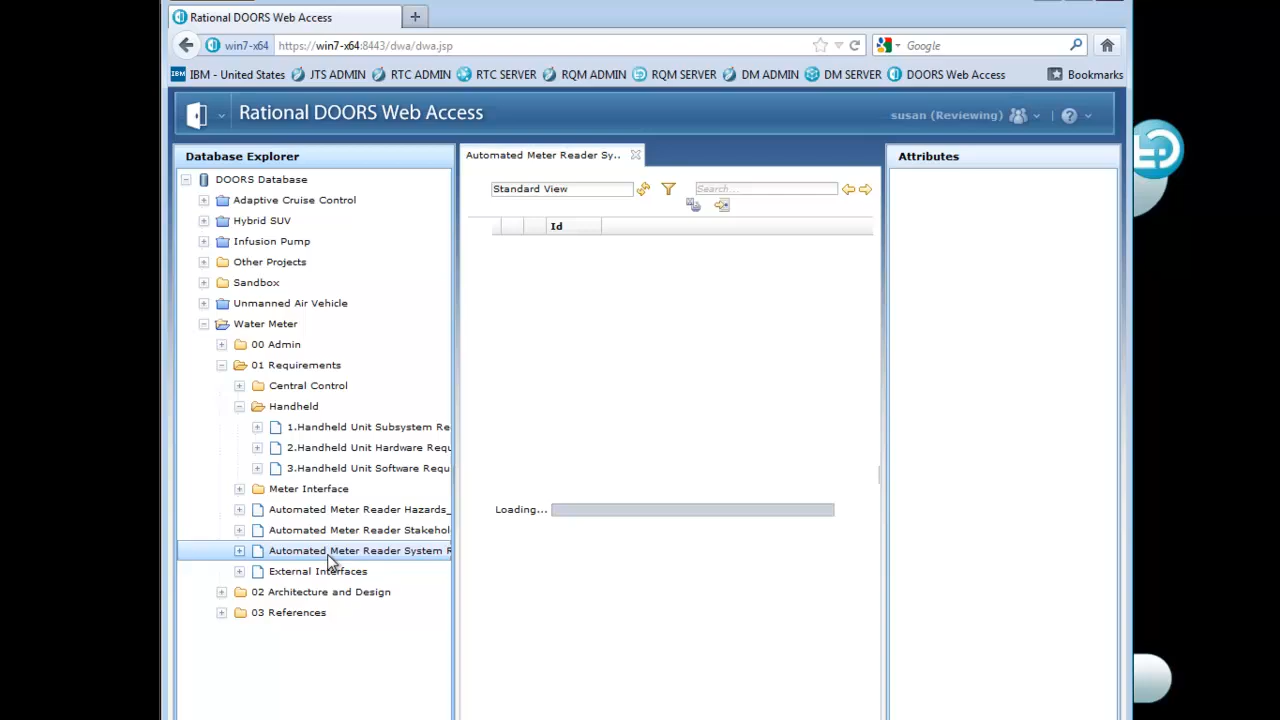 Rational DOORS Web Access
win7-x64 https://win7-x64:8443/dwa/dwa.jsp Google
IBM IBM - United States JTS ADMIN RTC ADMIN RTC SERVER RQM ADMIN RQM SERVER DM ADMIN DM SERVER DOORS Web Access Bookmarks
Rational DOORS Web Access susan (Reviewing)
Database Explorer
DOORS Database
Adaptive Cruise Control
Hybrid SUV
Infusion Pump
Other Projects
Sandbox
Unmanned Air Vehicle
Water Meter
00 Admin
01 Requirements
Central Control
Handheld
1.Handheld Unit Subsystem Re
2.Handheld Unit Hardware Requ
3.Handheld Unit Software Requ
Meter Interface
Automated Meter Reader Hazards_
Automated Meter Reader Stakehol
Automated Meter Reader System R
External Interfaces
02 Architecture and Design
03 References
Automated Meter Reader Sy..
Standard View Search...
Id
Loading...
Attributes